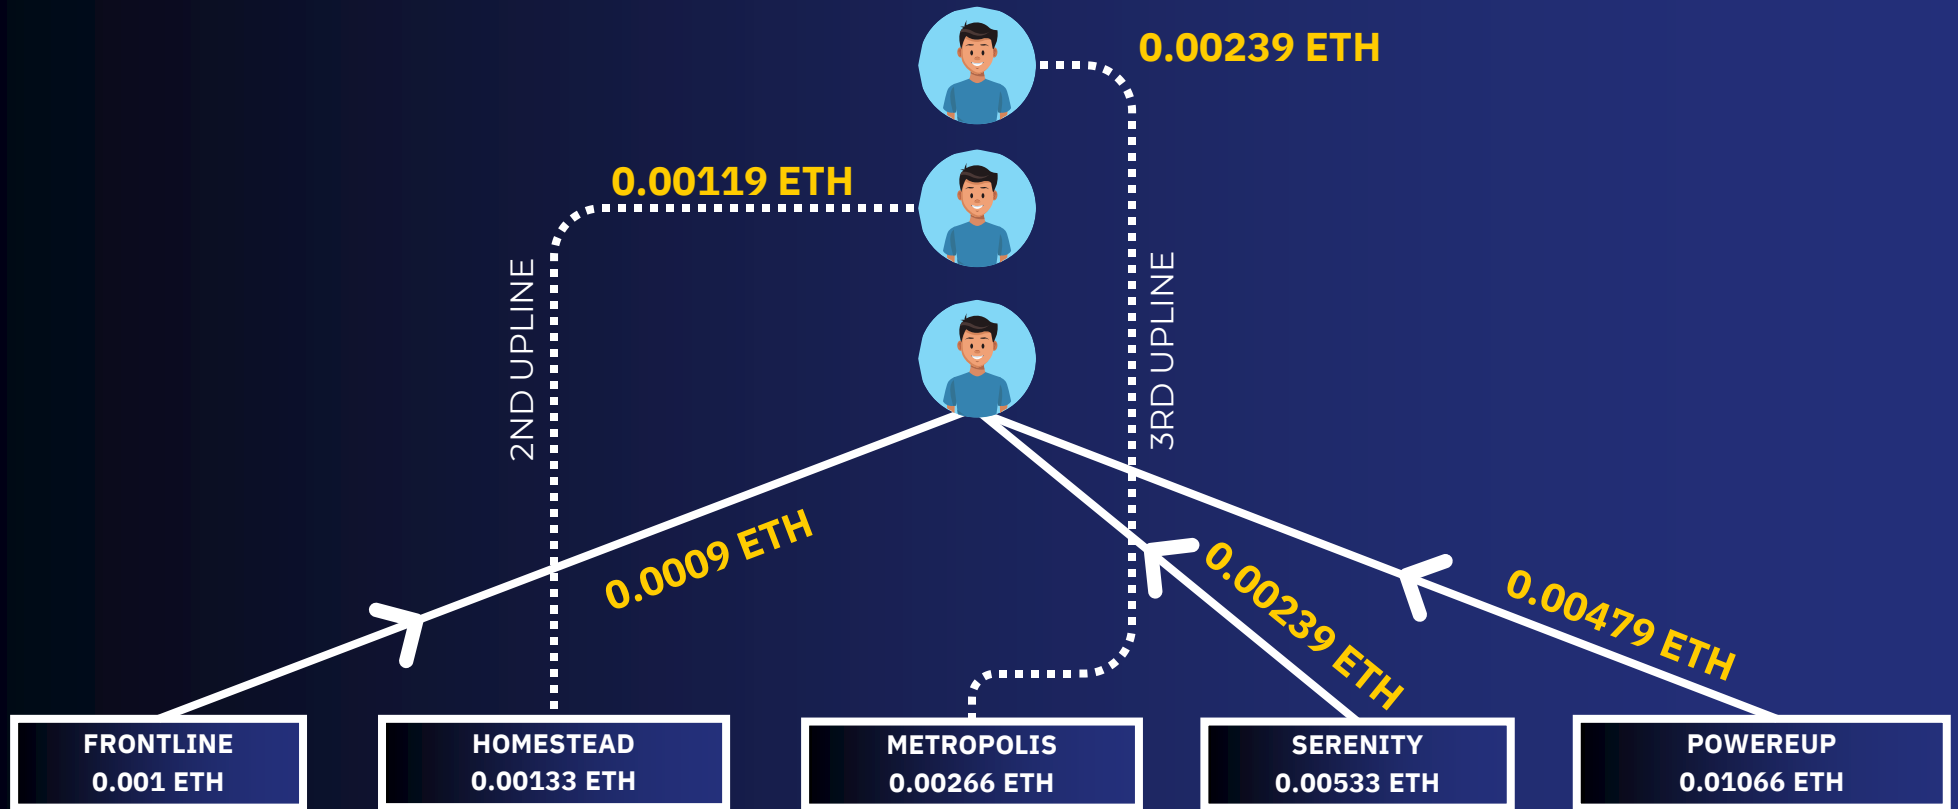 0.00239 ETH
0.00119 ETH
2ND UPLINE
3RD UPLINE
0.0009 ETH
0.00239 ETH
0.00479 ETH
FRONTLINE
0.001 ETH
HOMESTEAD
0.00133 ETH
METROPOLIS
0.00266 ETH
SERENITY
0.00533 ETH
POWEREUP
0.01066 ETH